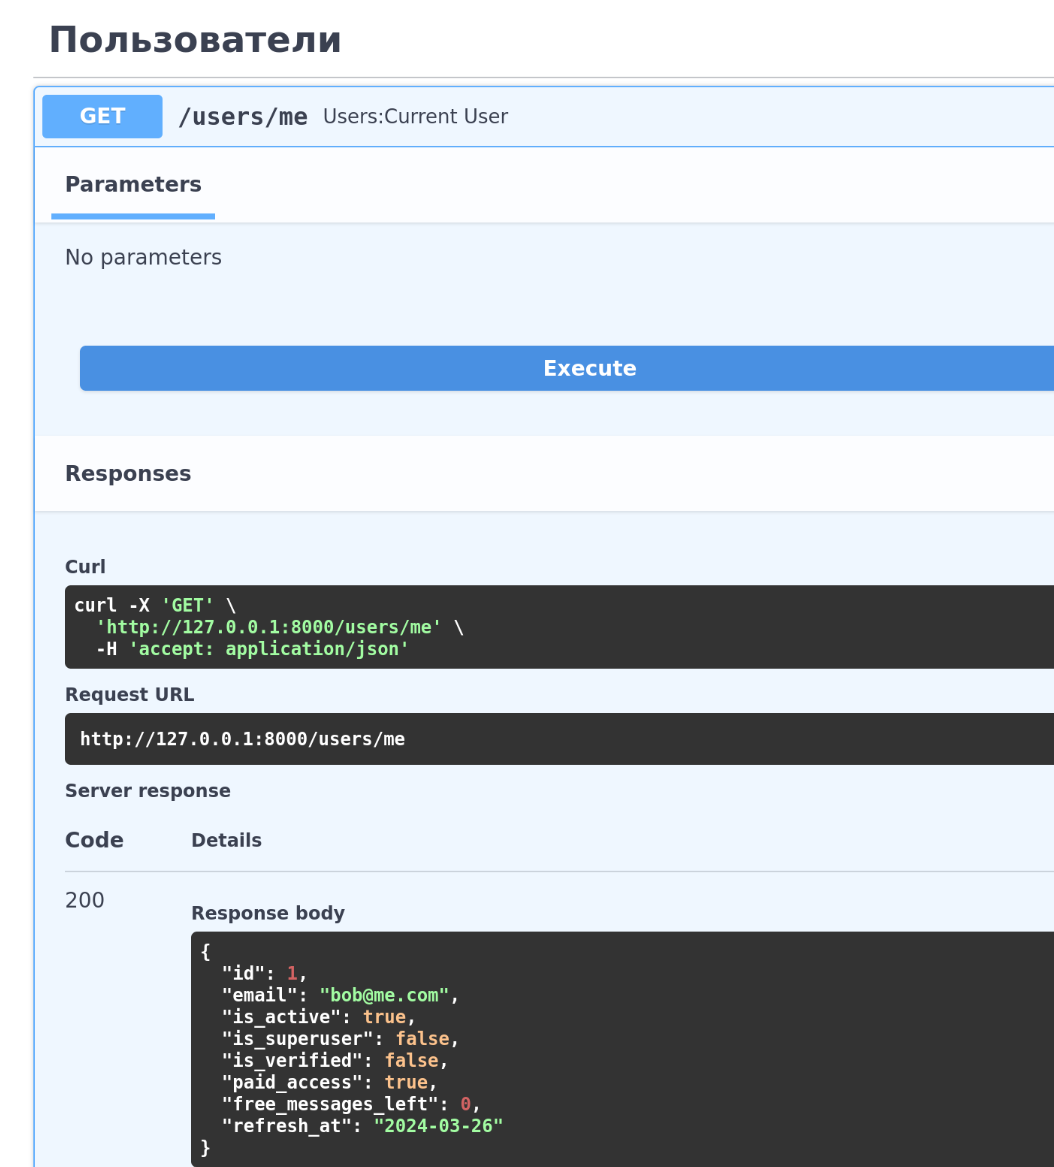 Пользователи
GET /users/me Users:Current User
Parameters
No parameters
Execute
Responses
Curl
curl -X 'GET' \
  'http://127.0.0.1:8000/users/me' \
  -H 'accept: application/json'
Request URL
http://127.0.0.1:8000/users/me
Server response
Code Details
200
Response body
{
  "id": 1,
  "email": "bob@me.com",
  "is_active": true,
  "is_superuser": false,
  "is_verified": false,
  "paid_access": true,
  "free_messages_left": 0,
  "refresh_at": "2024-03-26"
}